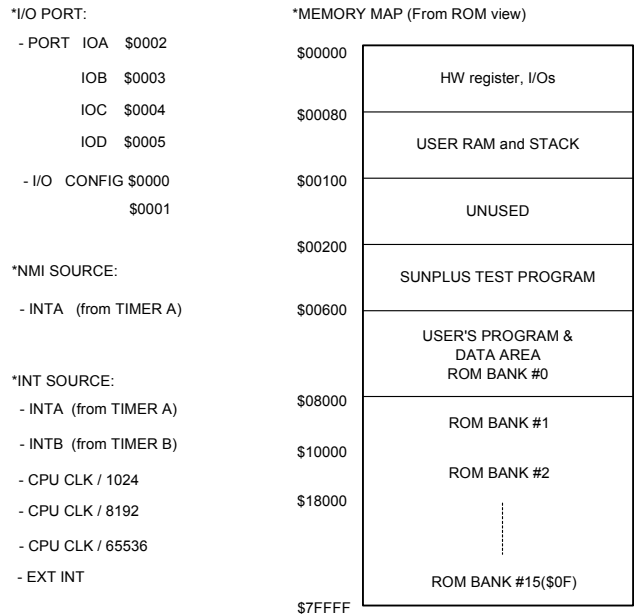 *I/O PORT:
- PORT IOA $0002
IOB $0003
IOC $0004
IOD $0005
- I/O CONFIG $0000
$0001
*NMI SOURCE:
- INTA (from TIMER A)
*INT SOURCE:
- INTA (from TIMER A)
- INTB (from TIMER B)
- CPU CLK / 1024
- CPU CLK / 8192
- CPU CLK / 65536
- EXT INT
*MEMORY MAP (From ROM view)
$00000
HW register, I/Os
$00080
USER RAM and STACK
$00100
UNUSED
$00200
SUNPLUS TEST PROGRAM
$00600
USER'S PROGRAM &
DATA AREA
ROM BANK #0
$08000
ROM BANK #1
$10000
ROM BANK #2
$18000
ROM BANK #15($0F)
$7FFFF